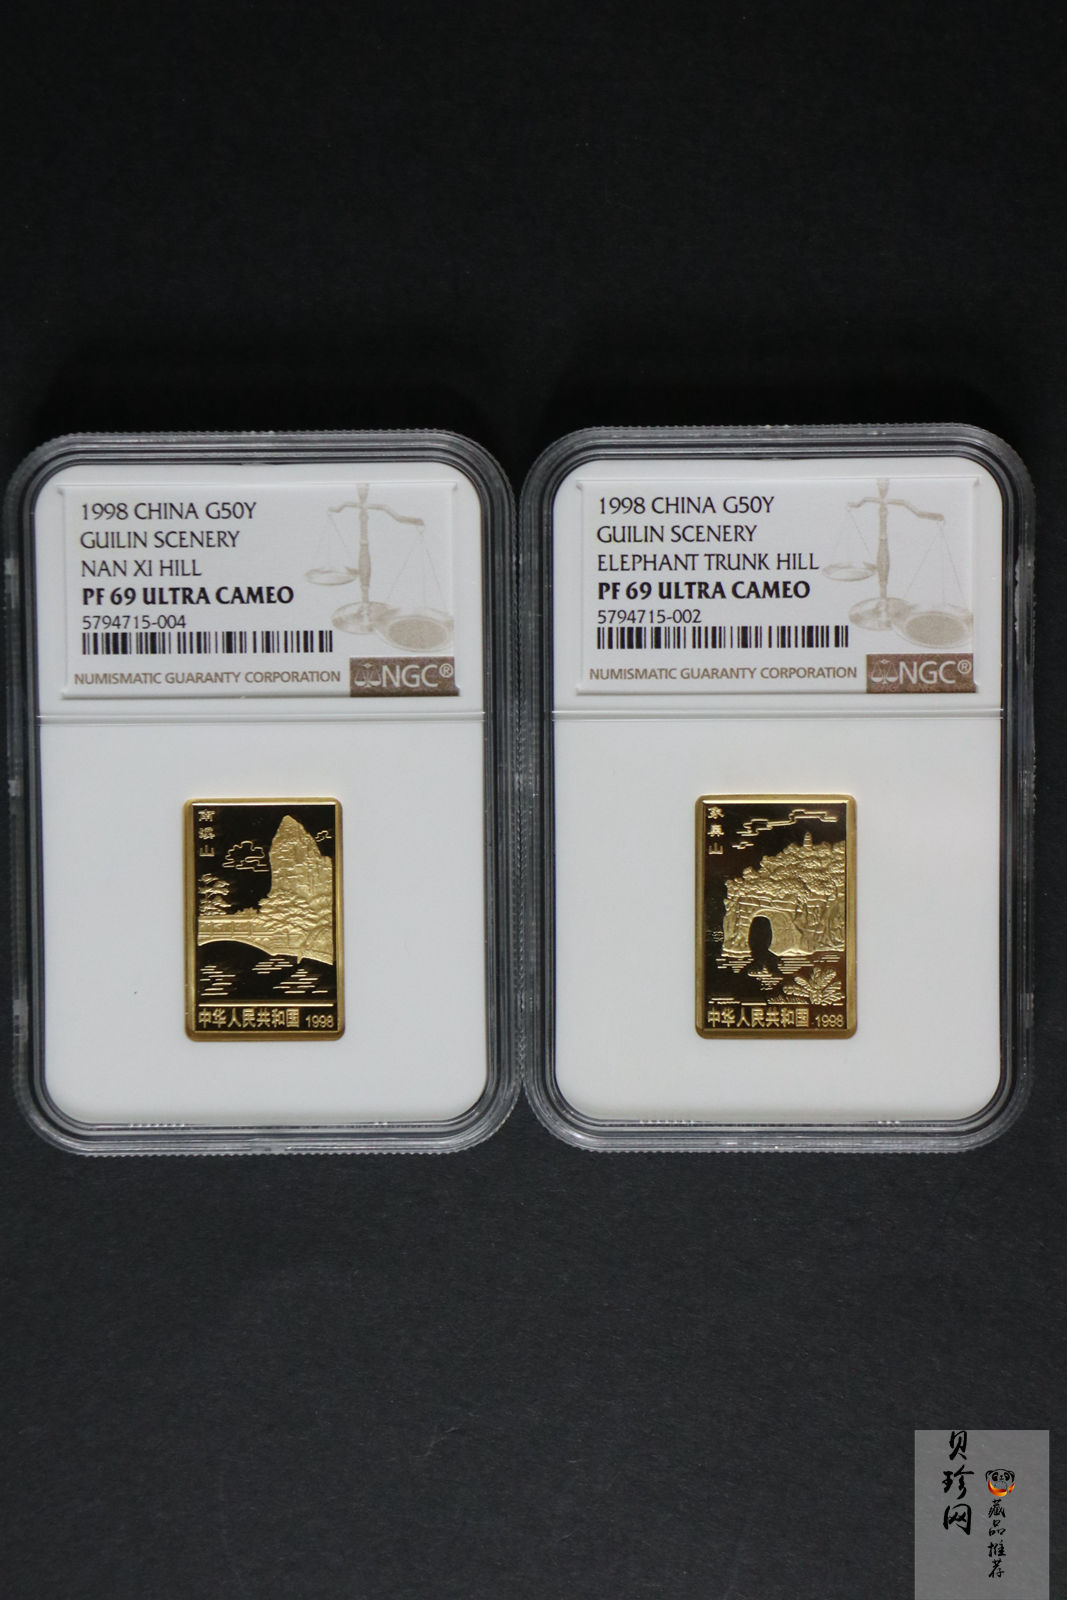 1998 CHINA G50Y
GUILIN SCENERY
NAN XI HILL
PF 69 ULTRA CAMEO
5794715-004
NUMISMATIC GUARANTY CORPORATION
NGC®
南溪山
中华人民共和国 1998
1998 CHINA G50Y
GUILIN SCENERY
ELEPHANT TRUNK HILL
PF 69 ULTRA CAMEO
5794715-002
NUMISMATIC GUARANTY CORPORATION
NGC®
象鼻山
中华人民共和国 1998
贝珍网
藏品推荐